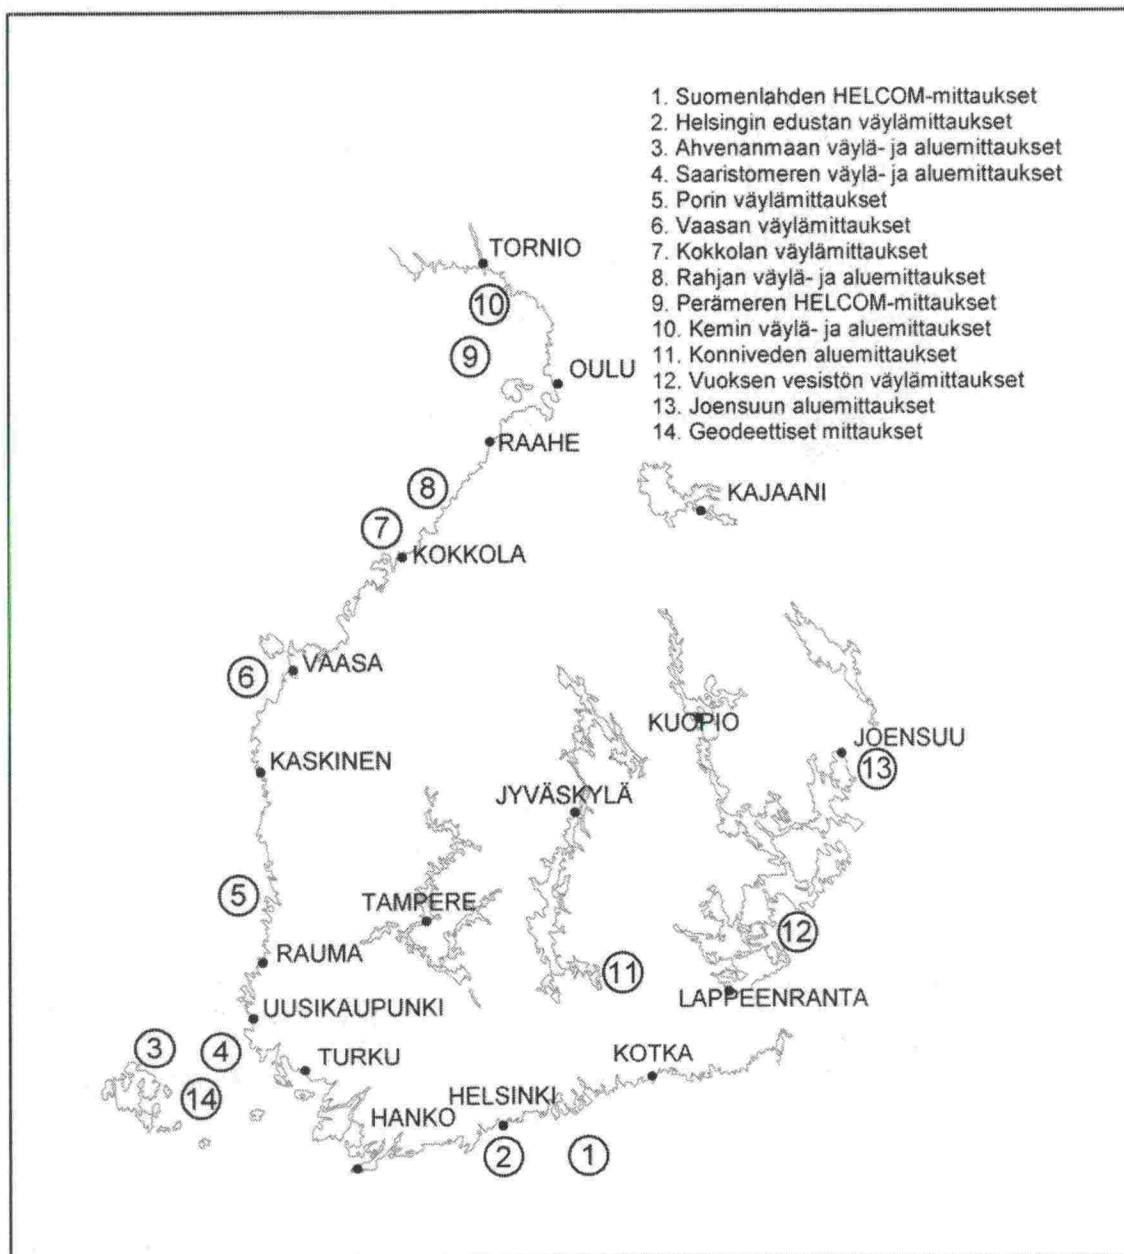 1. Suomenlahden HELCOM-mittaukset
2. Helsingin edustan väylämittaukset
3. Ahvenanmaan väylä- ja aluemittaukset
4. Saaristomeren väylä- ja aluemittaukset
5. Porin väylämittaukset
6. Vaasan väylämittaukset
7. Kokkolan väylämittaukset
8. Rahjan väylä- ja aluemittaukset
9. Perämeren HELCOM-mittaukset
10. Kemin väylä- ja aluemittaukset
11. Konniveden aluemittaukset
12. Vuoksen vesistön väylämittaukset
13. Joensuun aluemittaukset
14. Geodeettiset mittaukset
TORNIO
10
9
OULU
RAAHE
8
KAJAANI
7
KOKKOLA
6
VAASA
KUOPIO
JOENSUU
13
KASKINEN
JYVÄSKYLÄ
5
TAMPERE
12
RAUMA
11
LAPPEENRANTA
UUSIKAUPUNKI
3
4
TURKU
KOTKA
14
HELSINKI
HANKO
2
1